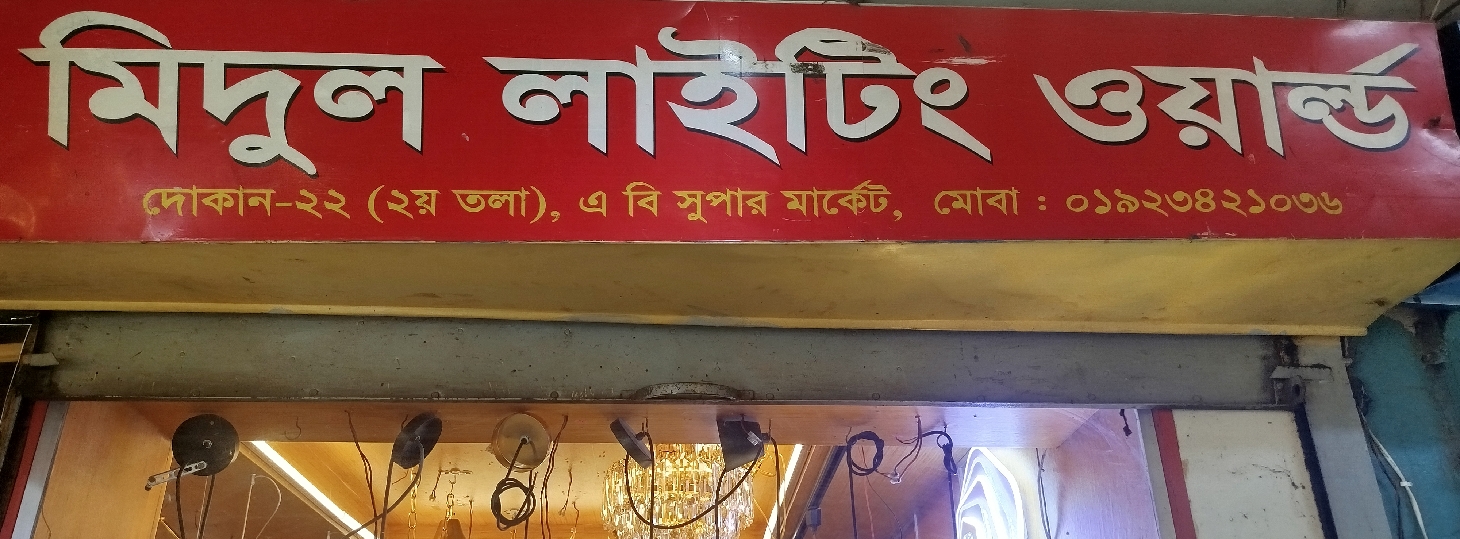 মিদুল লাইটিং ওয়ার্ল্ড
দোকান-২২ (২য় তলা), এ বি সুপার মার্কেট, মোবা : ০১৯২৩৪২১০৩৬